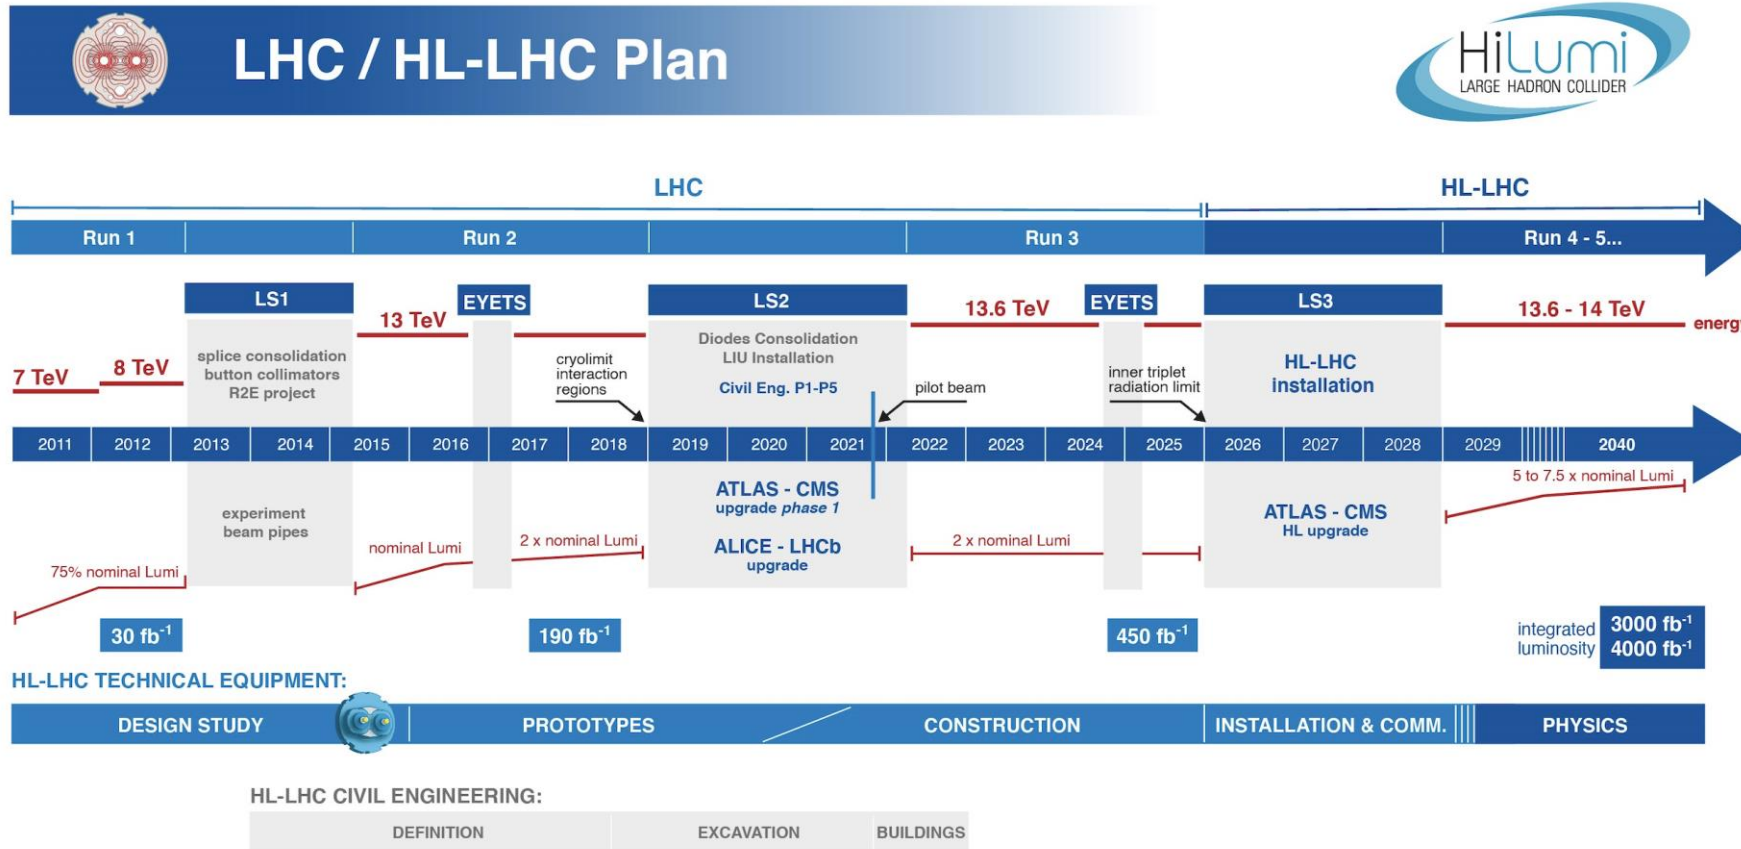 LHC / HL-LHC Plan
HiLumi
LARGE HADRON COLLIDER
LHC
HL-LHC
Run 1
Run 2
Run 3
Run 4 - 5...
LS1
EYETS
LS2
EYETS
LS3
13 TeV
13.6 TeV
13.6 - 14 TeV
energy
7 TeV
8 TeV
splice consolidation
button collimators
R2E project
cryolimit
interaction
regions
Diodes Consolidation
LIU Installation
Civil Eng. P1-P5
pilot beam
inner triplet
radiation limit
HL-LHC
installation
2011
2012
2013
2014
2015
2016
2017
2018
2019
2020
2021
2022
2023
2024
2025
2026
2027
2028
2029
2040
5 to 7.5 x nominal Lumi
experiment
beam pipes
ATLAS - CMS
upgrade phase 1
ALICE - LHCb
upgrade
ATLAS - CMS
HL upgrade
75% nominal Lumi
nominal Lumi
2 x nominal Lumi
2 x nominal Lumi
30 fb⁻¹
190 fb⁻¹
450 fb⁻¹
integrated
luminosity
3000 fb⁻¹
4000 fb⁻¹
HL-LHC TECHNICAL EQUIPMENT:
DESIGN STUDY
PROTOTYPES
CONSTRUCTION
INSTALLATION & COMM.
PHYSICS
HL-LHC CIVIL ENGINEERING:
DEFINITION
EXCAVATION
BUILDINGS